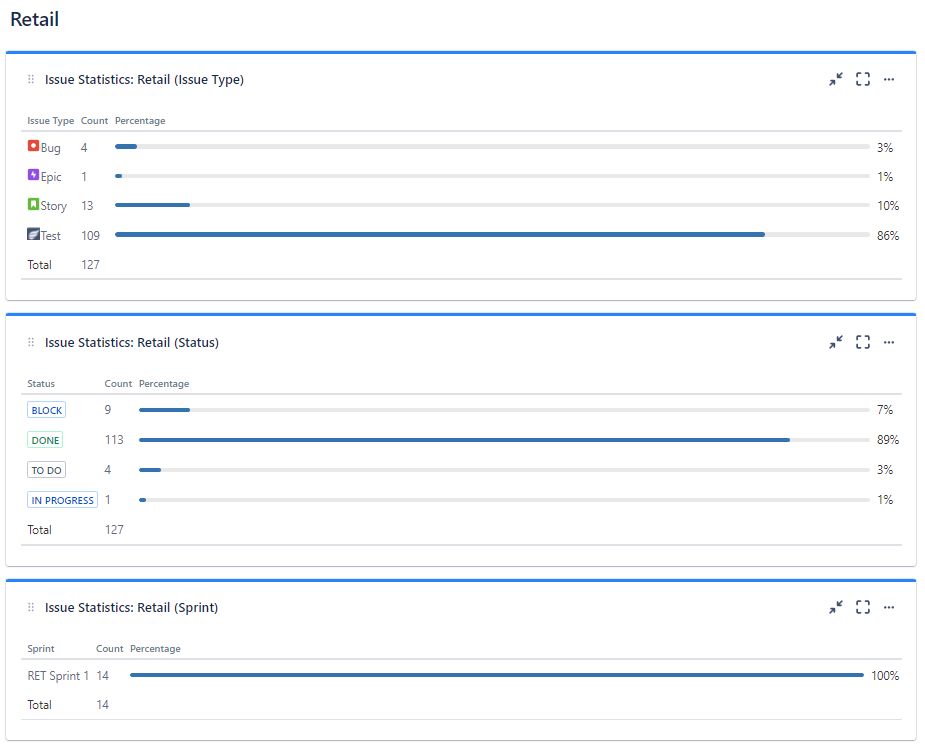 Retail
Issue Statistics: Retail (Issue Type)
Issue Type Count Percentage
Bug 4 3%
Epic 1 1%
Story 13 10%
Test 109 86%
Total 127
Issue Statistics: Retail (Status)
Status Count Percentage
BLOCK 9 7%
DONE 113 89%
TO DO 4 3%
IN PROGRESS 1 1%
Total 127
Issue Statistics: Retail (Sprint)
Sprint Count Percentage
RET Sprint 1 14 100%
Total 14